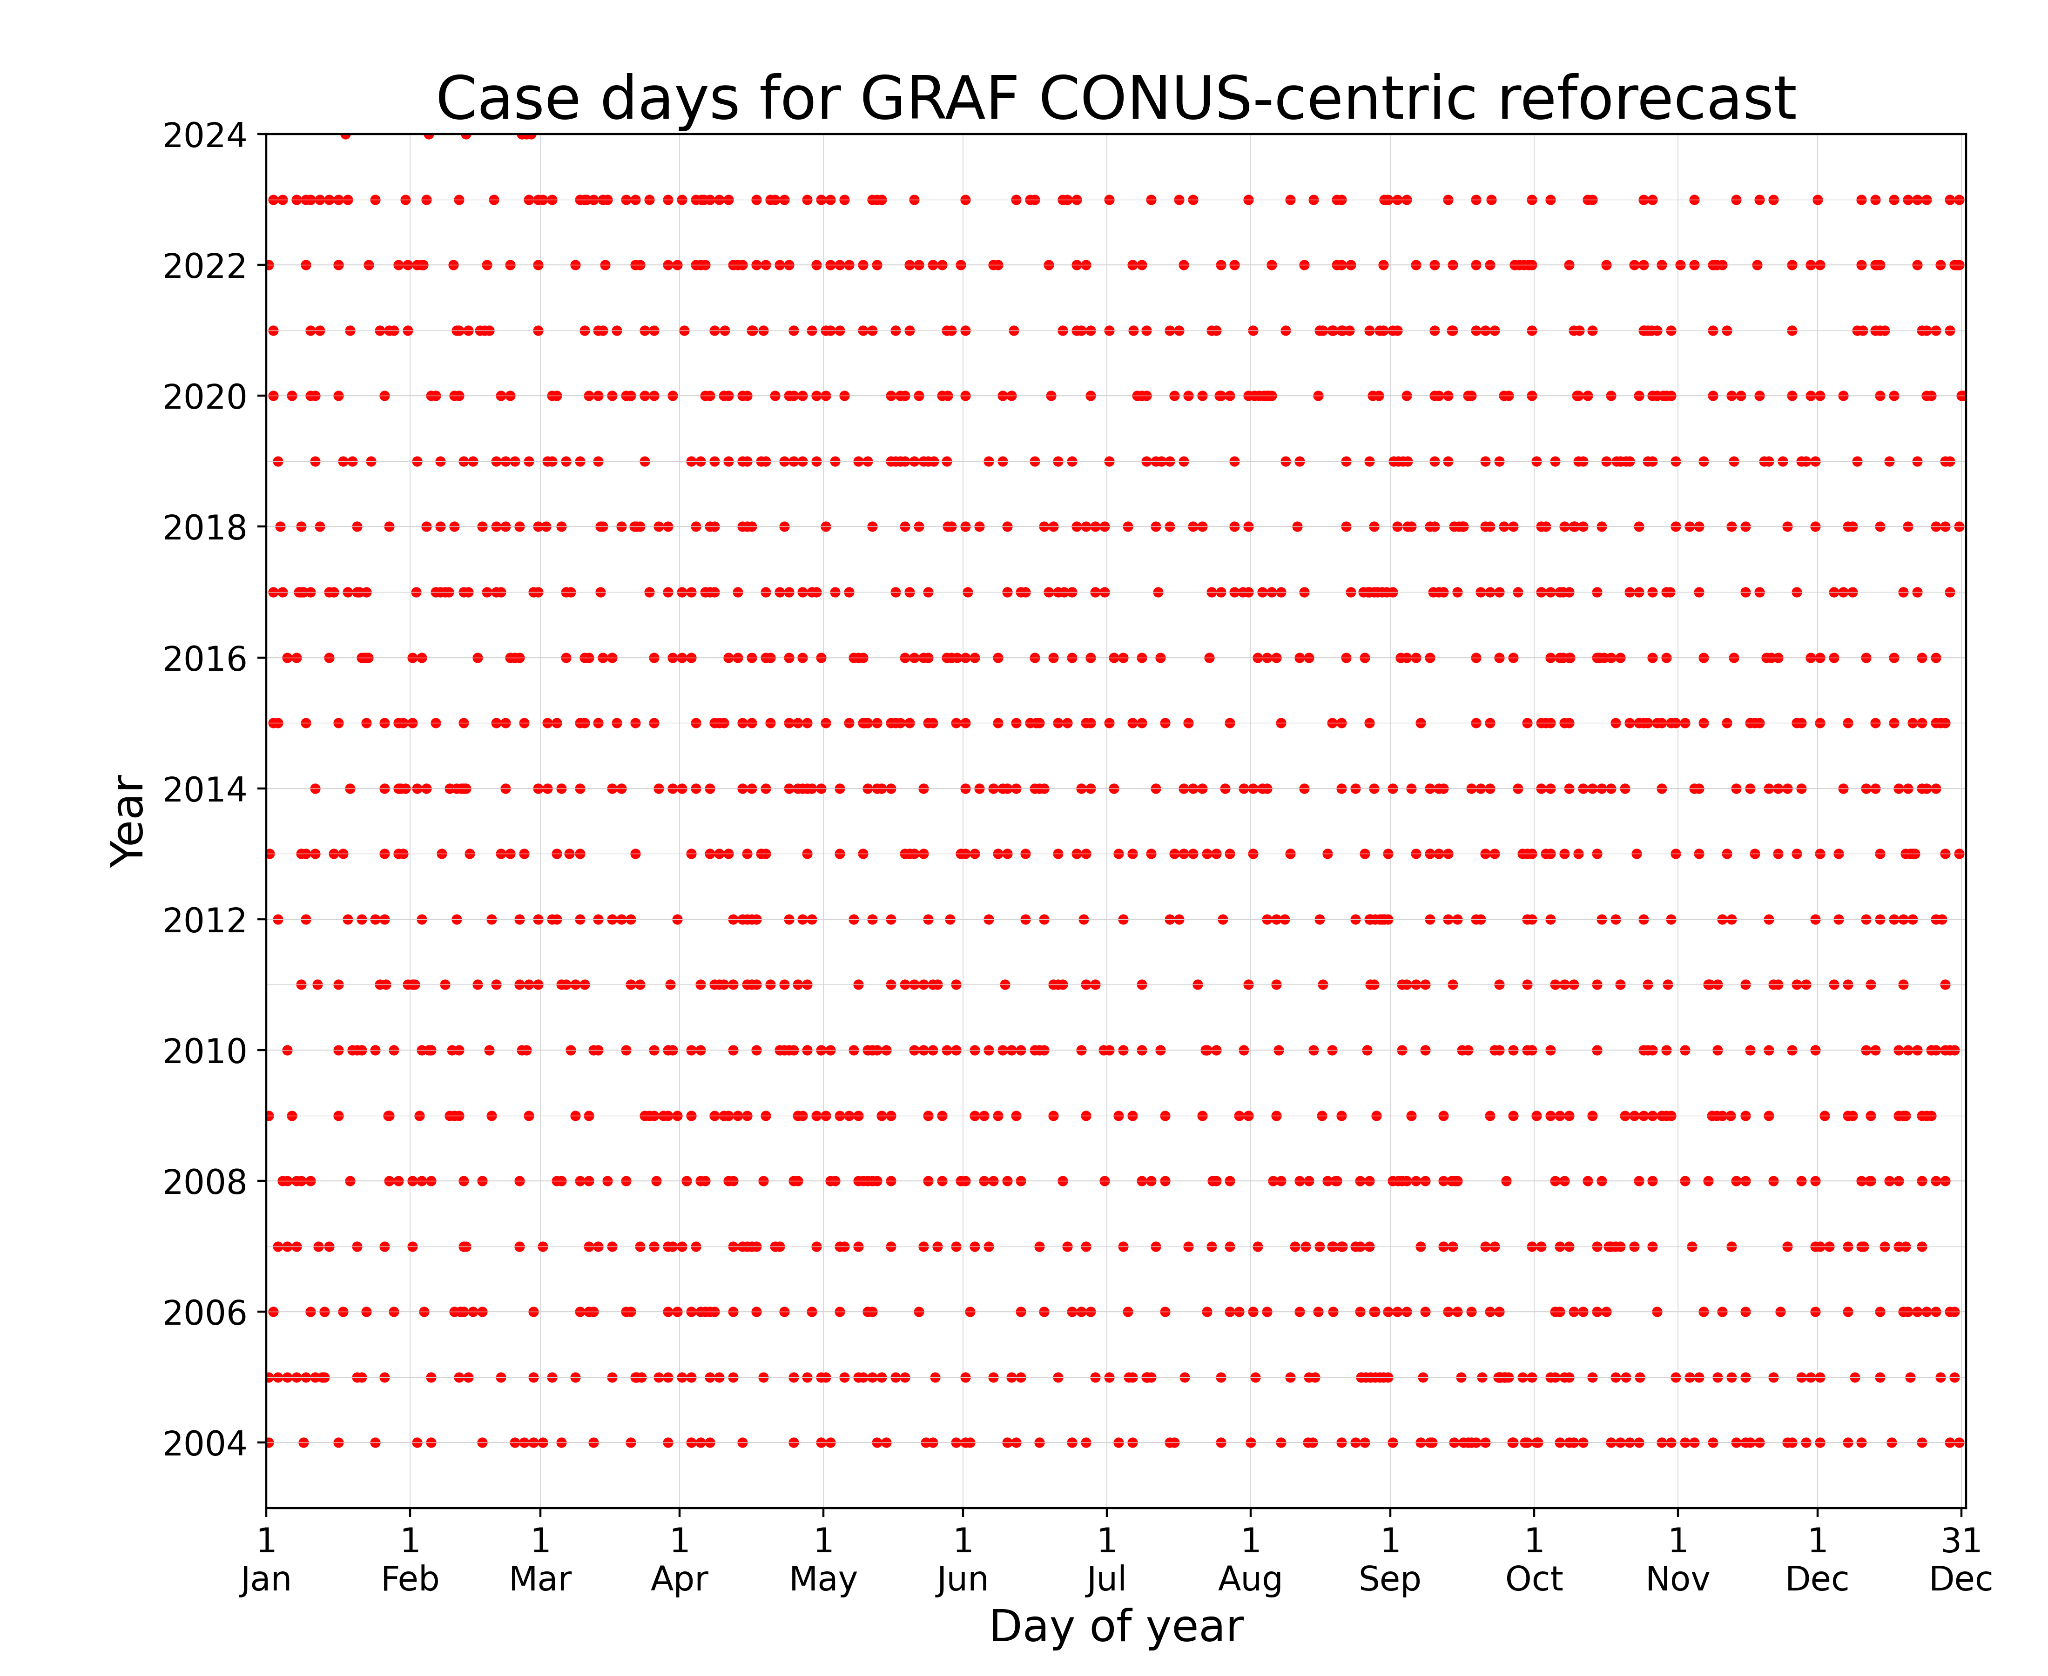 Case days for GRAF CONUS-centric reforecast
2024
2022
2020
2018
2016
2014
2012
2010
2008
2006
2004
Year
1 1 1 1 1 1 1 1 1 1 1 1 31
Jan Feb Mar Apr May Jun Jul Aug Sep Oct Nov Dec Dec
Day of year